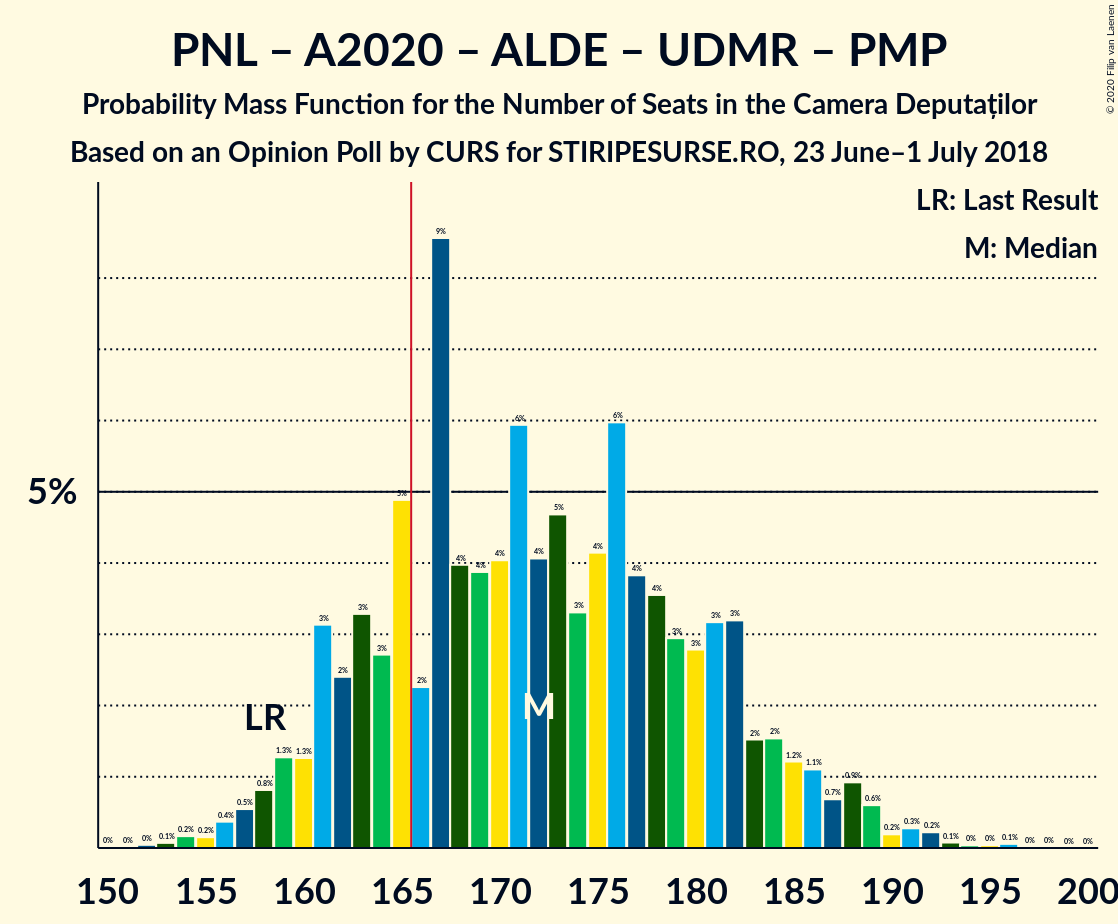 PNL – A2020 – ALDE – UDMR – PMP
Probability Mass Function for the Number of Seats in the Camera Deputaților
Based on an Opinion Poll by CURS for STIRIPESURSE.RO, 23 June–1 July 2018
© 2020 Filip van Laenen
LR: Last Result
M: Median
5%
LR
M
0% 0% 0% 0.1% 0.2% 0.2% 0.4% 0.5% 0.8% 1.3% 1.3% 3% 2% 3% 3% 5% 2% 9% 4% 4% 4% 6% 4% 5% 3% 4% 6% 4% 4% 3% 3% 3% 3% 2% 2% 1.2% 1.1% 0.7% 0.9% 0.6% 0.2% 0.3% 0.2% 0.1% 0% 0% 0.1% 0% 0% 0% 0%
150 155 160 165 170 175 180 185 190 195 200